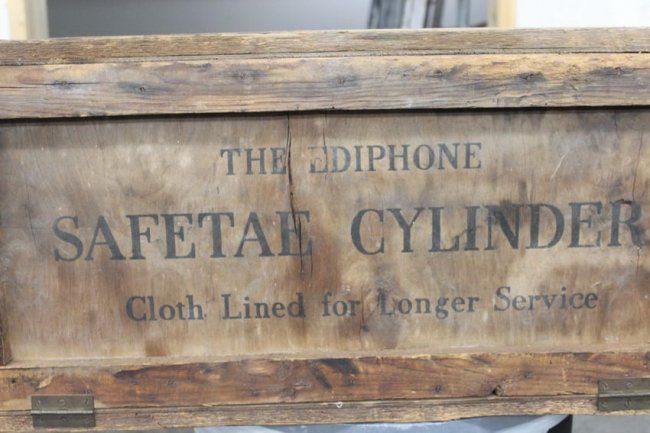 THE EDIPHONE
SAFETAE CYLINDER
Cloth Lined for Longer Service